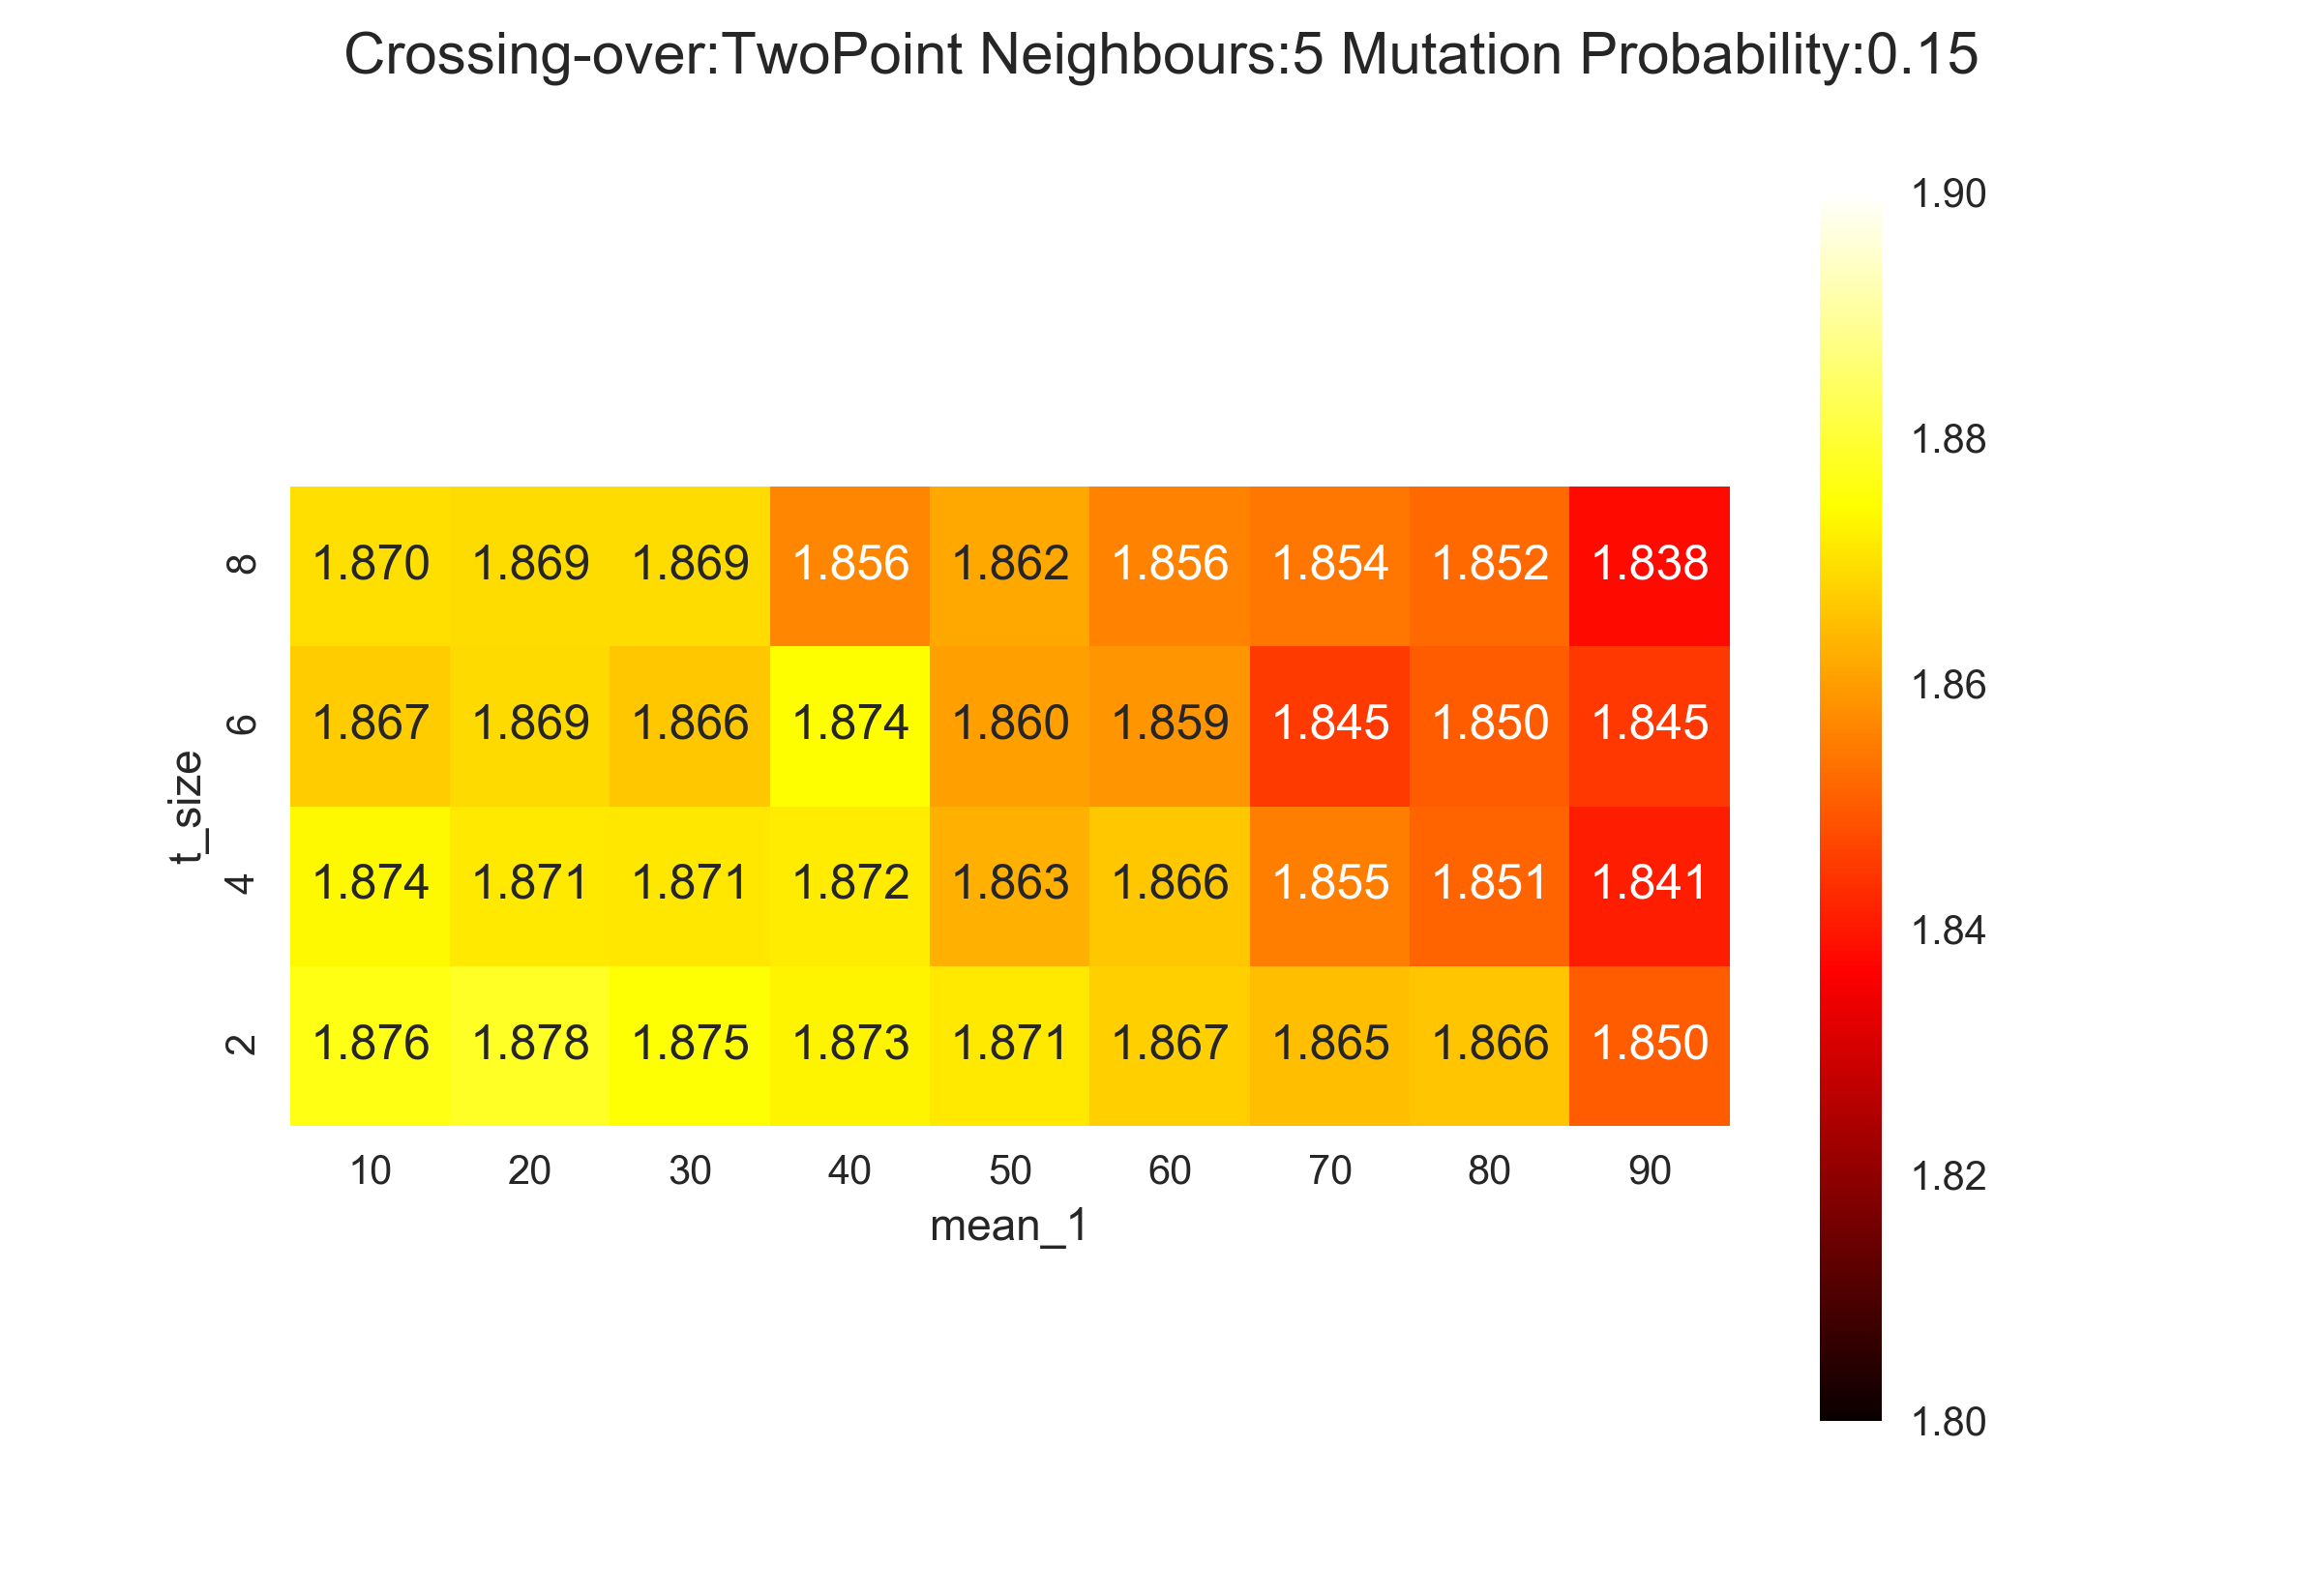 Crossing-over:TwoPoint Neighbours:5 Mutation Probability:0.15
1.90
1.88
1.86
1.84
1.82
1.80
t_size
8 1.870 1.869 1.869 1.856 1.862 1.856 1.854 1.852 1.838
6 1.867 1.869 1.866 1.874 1.860 1.859 1.845 1.850 1.845
4 1.874 1.871 1.871 1.872 1.863 1.866 1.855 1.851 1.841
2 1.876 1.878 1.875 1.873 1.871 1.867 1.865 1.866 1.850
10 20 30 40 50 60 70 80 90
mean_1